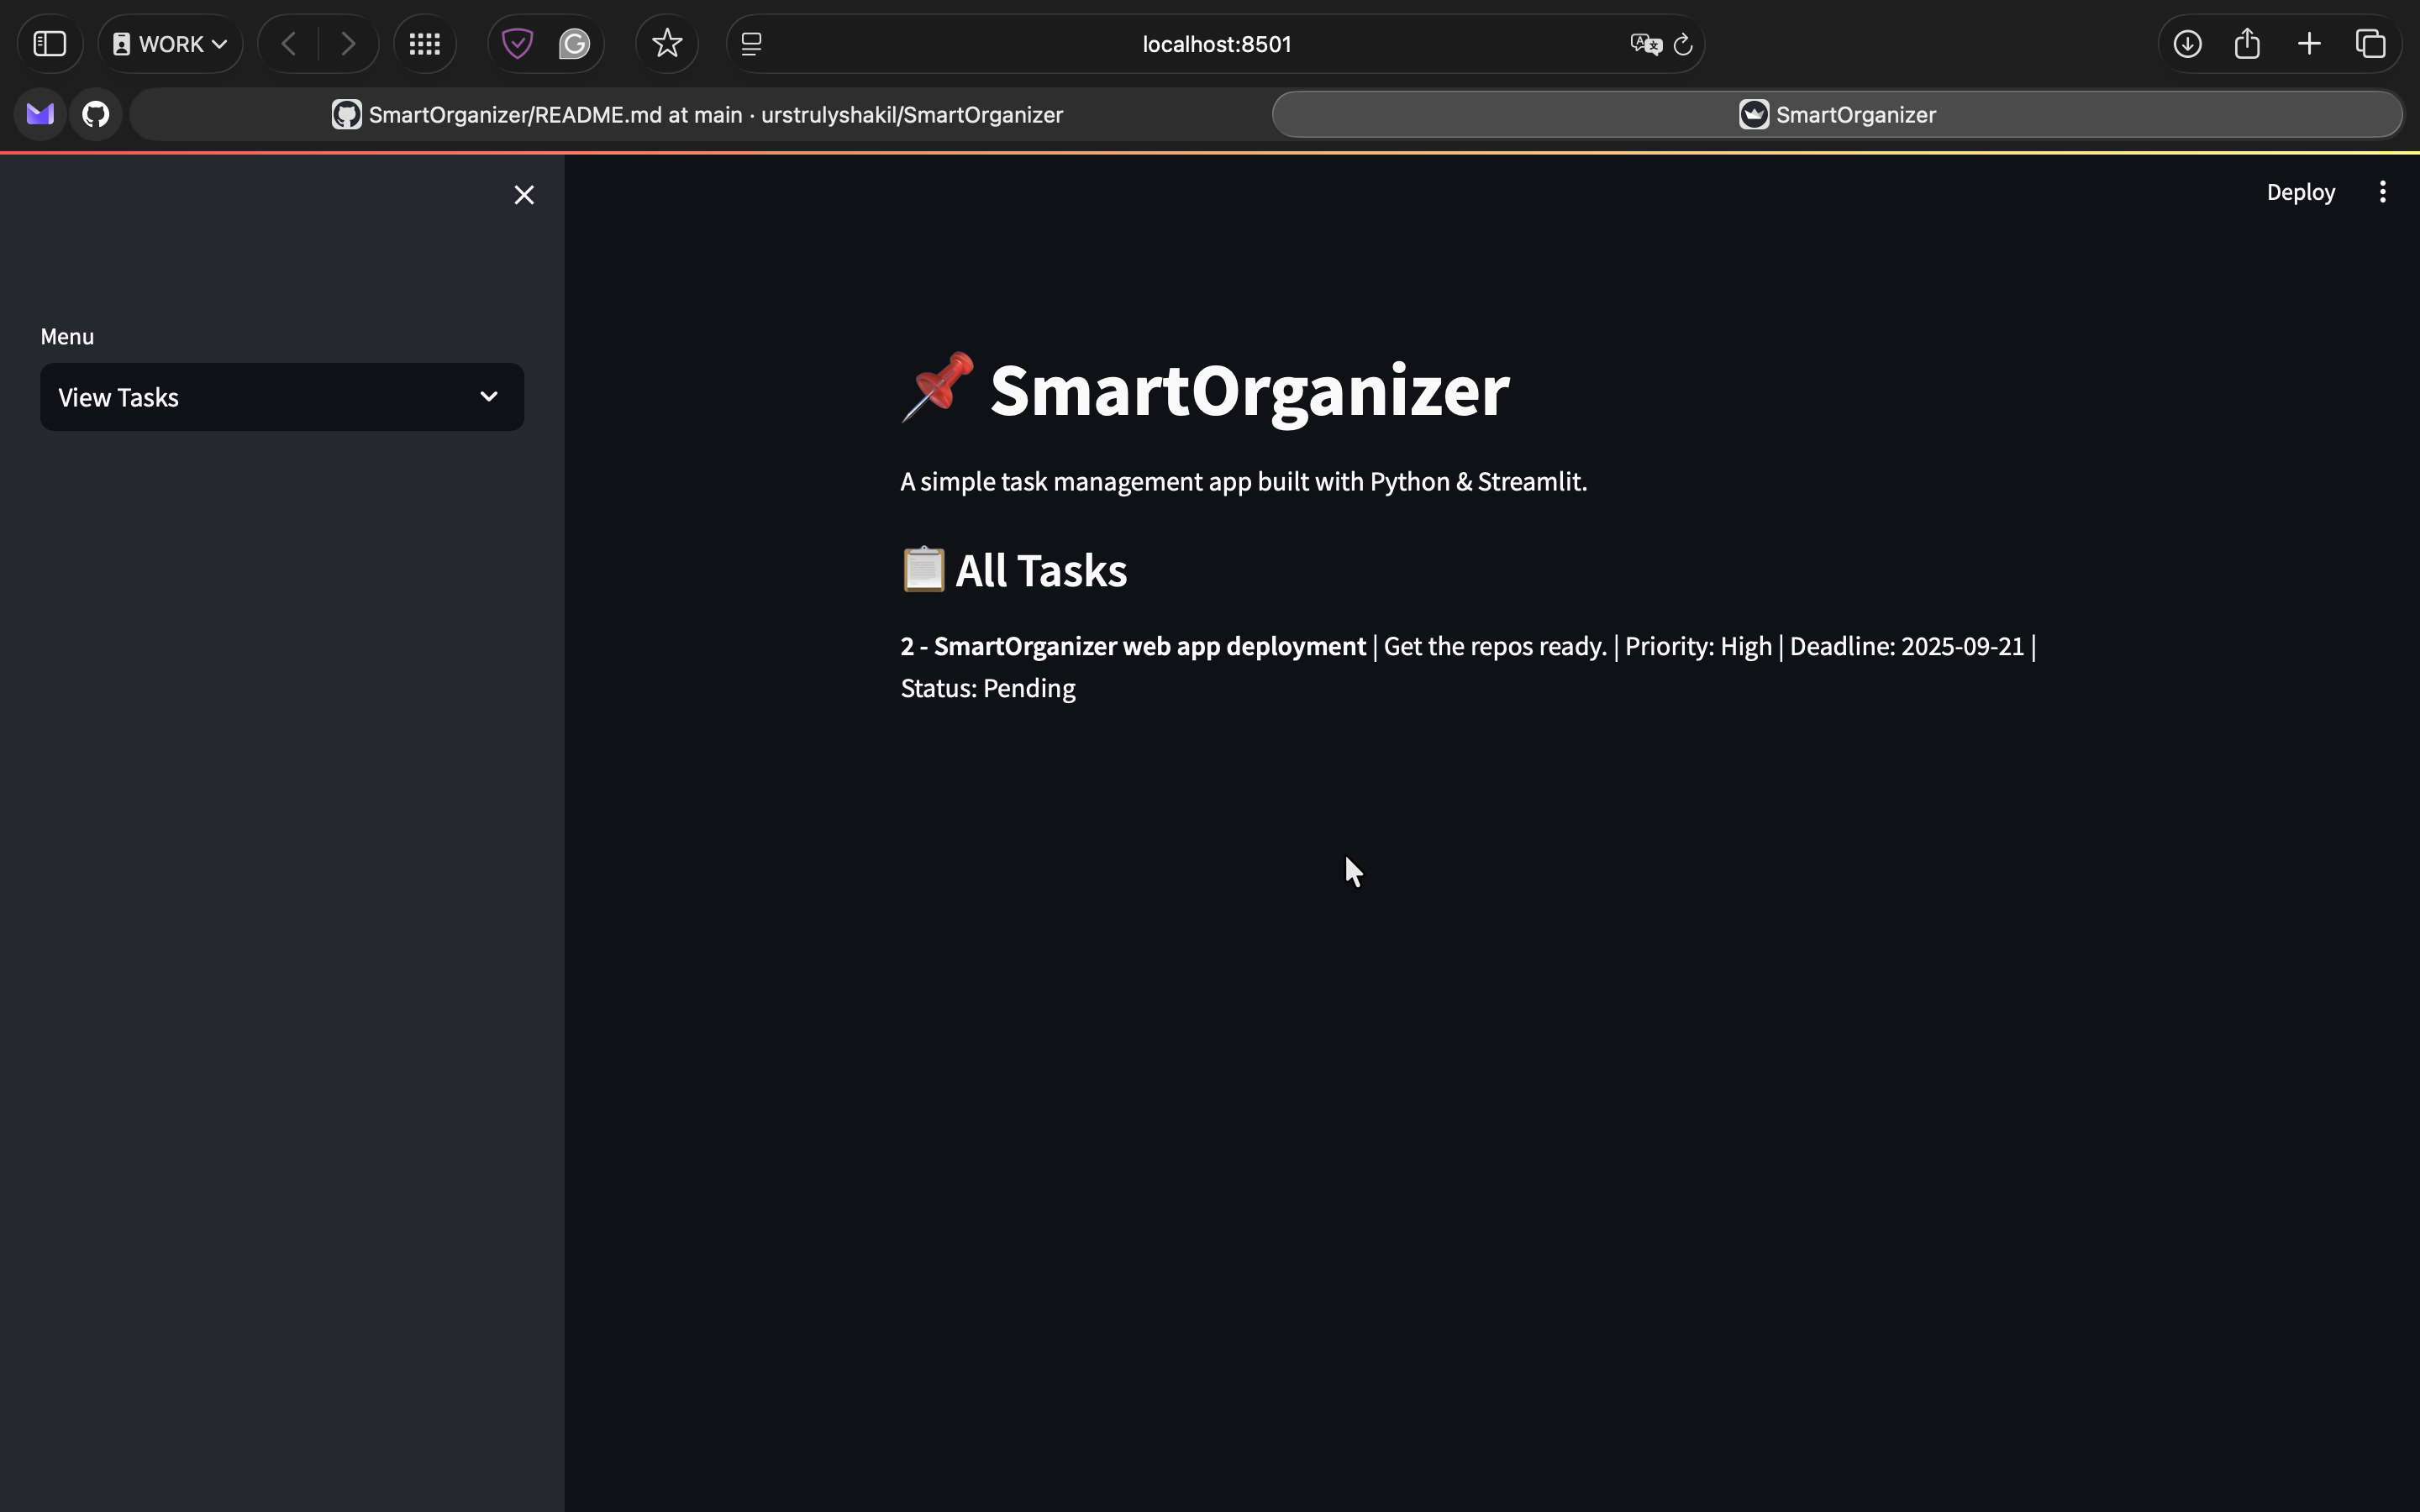 WORK
localhost:8501
SmartOrganizer/README.md at main · urstrulyshakil/SmartOrganizer
SmartOrganizer
Deploy
Menu
View Tasks
SmartOrganizer
A simple task management app built with Python & Streamlit.
All Tasks
2 - SmartOrganizer web app deployment | Get the repos ready. | Priority: High | Deadline: 2025-09-21 |
Status: Pending